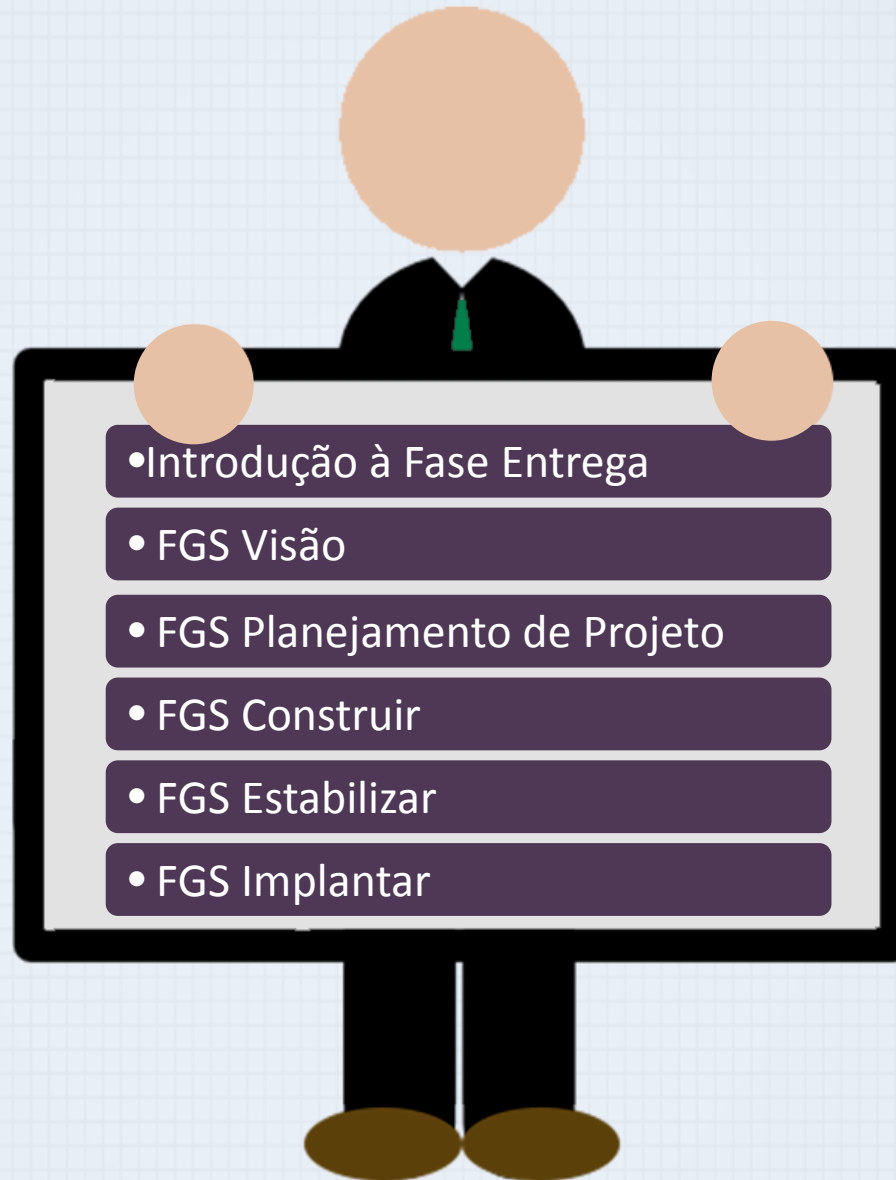 •Introdução à Fase Entrega
• FGS Visão
• FGS Planejamento de Projeto
• FGS Construir
• FGS Estabilizar
• FGS Implantar